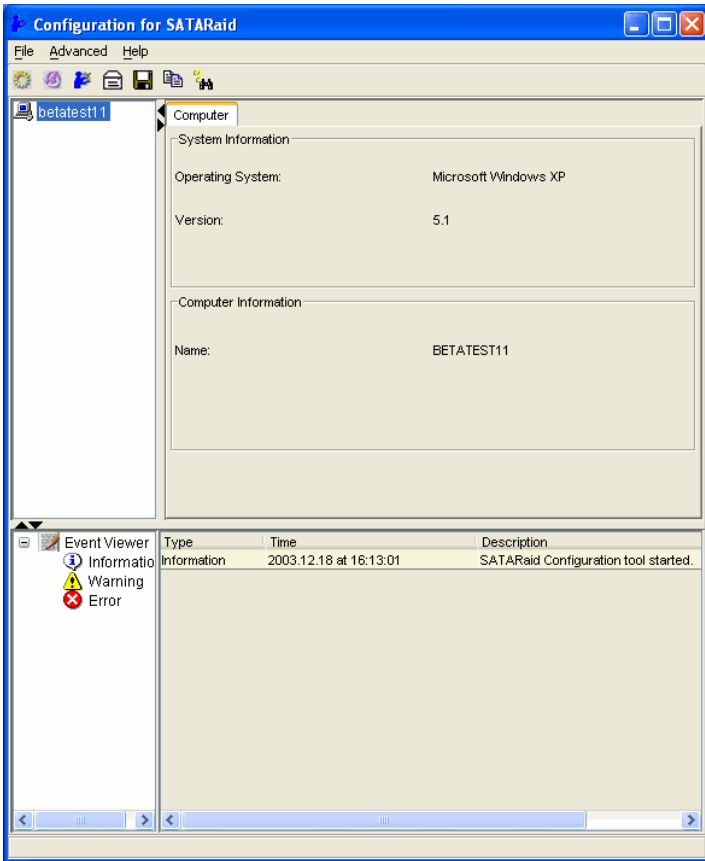 Configuration for SATARaid
File Advanced Help
betatest11
Computer
System Information
Operating System: Microsoft Windows XP
Version: 5.1
Computer Information
Name: BETATEST11
Event Viewer
Informatio
Warning
Error
Type Time Description
Information 2003.12.18 at 16:13:01 SATARaid Configuration tool started.